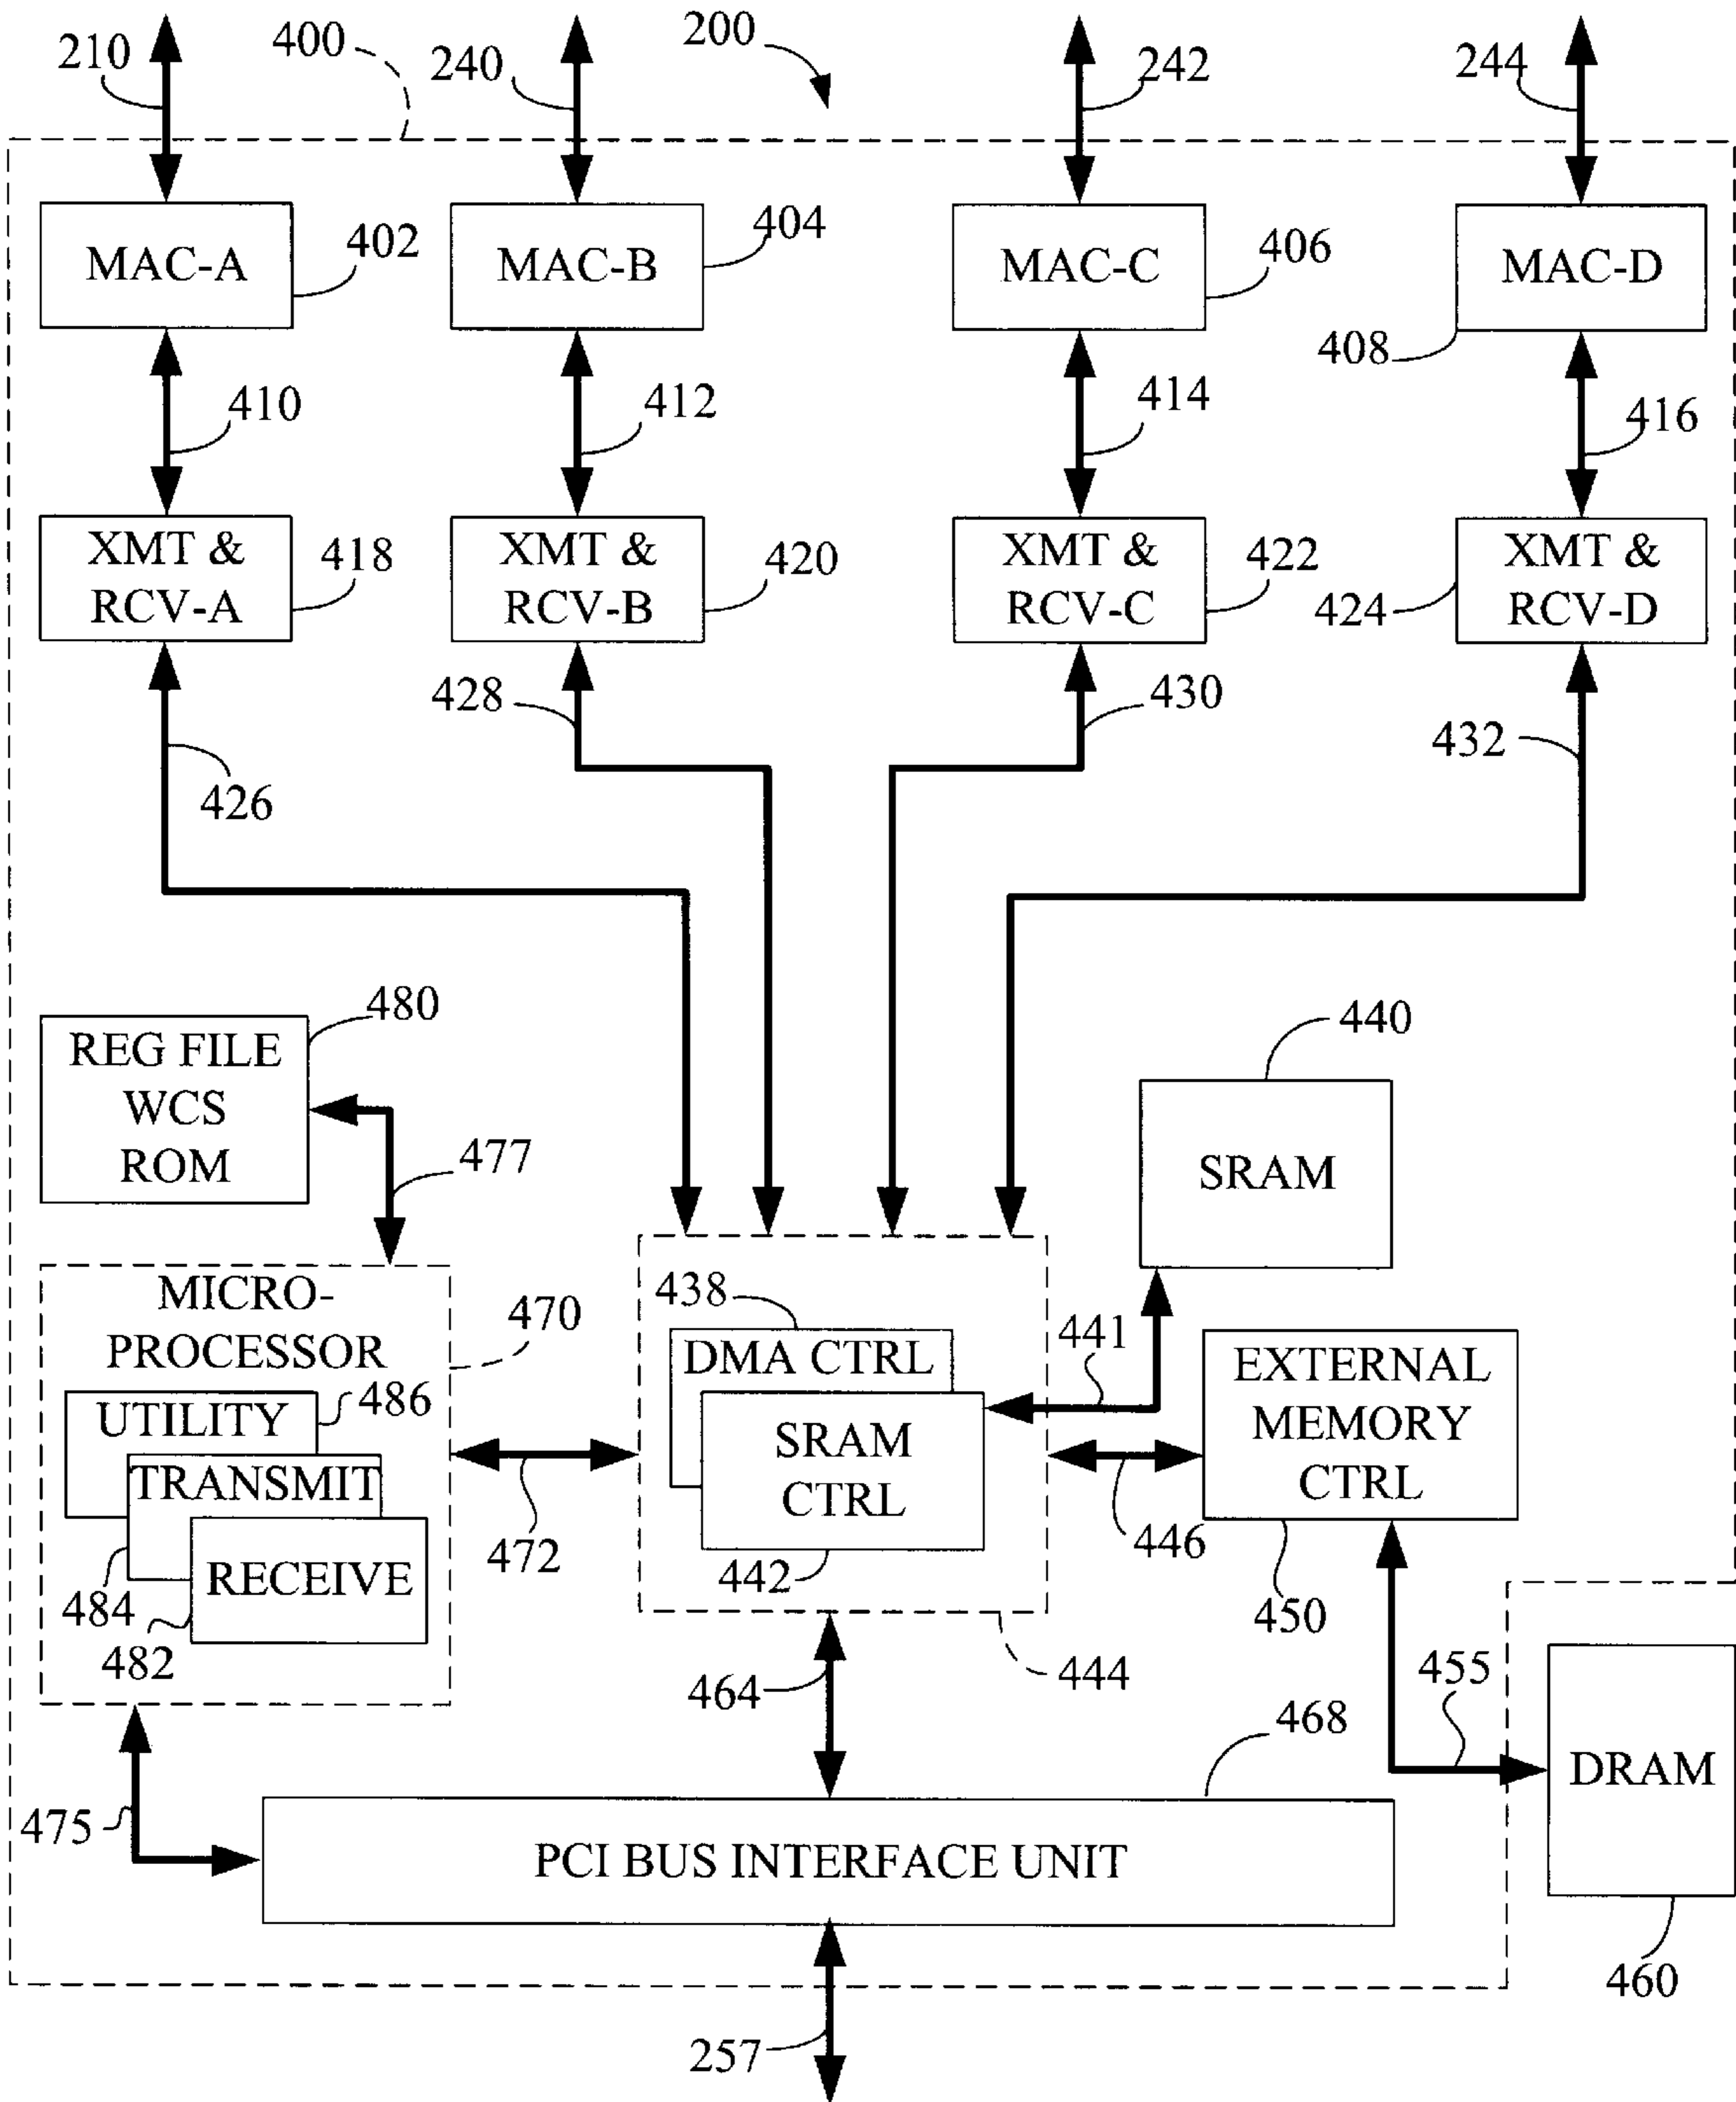 210
400
240
200
242
244
MAC-A
402
MAC-B
404
MAC-C
406
MAC-D
408
410
412
414
416
XMT &
RCV-A
418
XMT &
RCV-B
420
XMT &
RCV-C
422
XMT &
RCV-D
424
426
428
430
432
REG FILE
WCS
ROM
480
477
440
SRAM
MICRO-
PROCESSOR
470
UTILITY
486
TRANSMIT
484
RECEIVE
482
472
438
DMA CTRL
SRAM
CTRL
442
441
446
EXTERNAL
MEMORY
CTRL
450
444
464
455
468
DRAM
460
475
PCI BUS INTERFACE UNIT
257